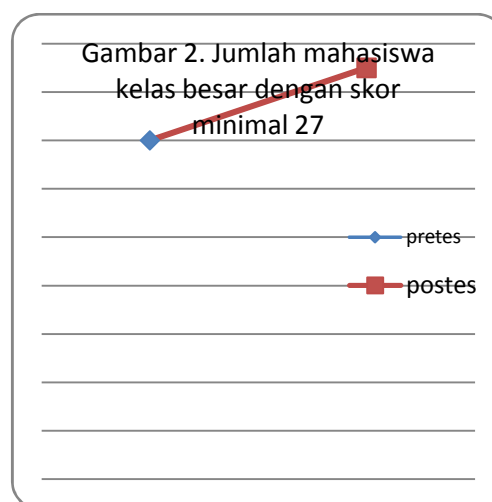 Gambar 2. Jumlah mahasiswa
kelas besar dengan skor
minimal 27
pretes
postes